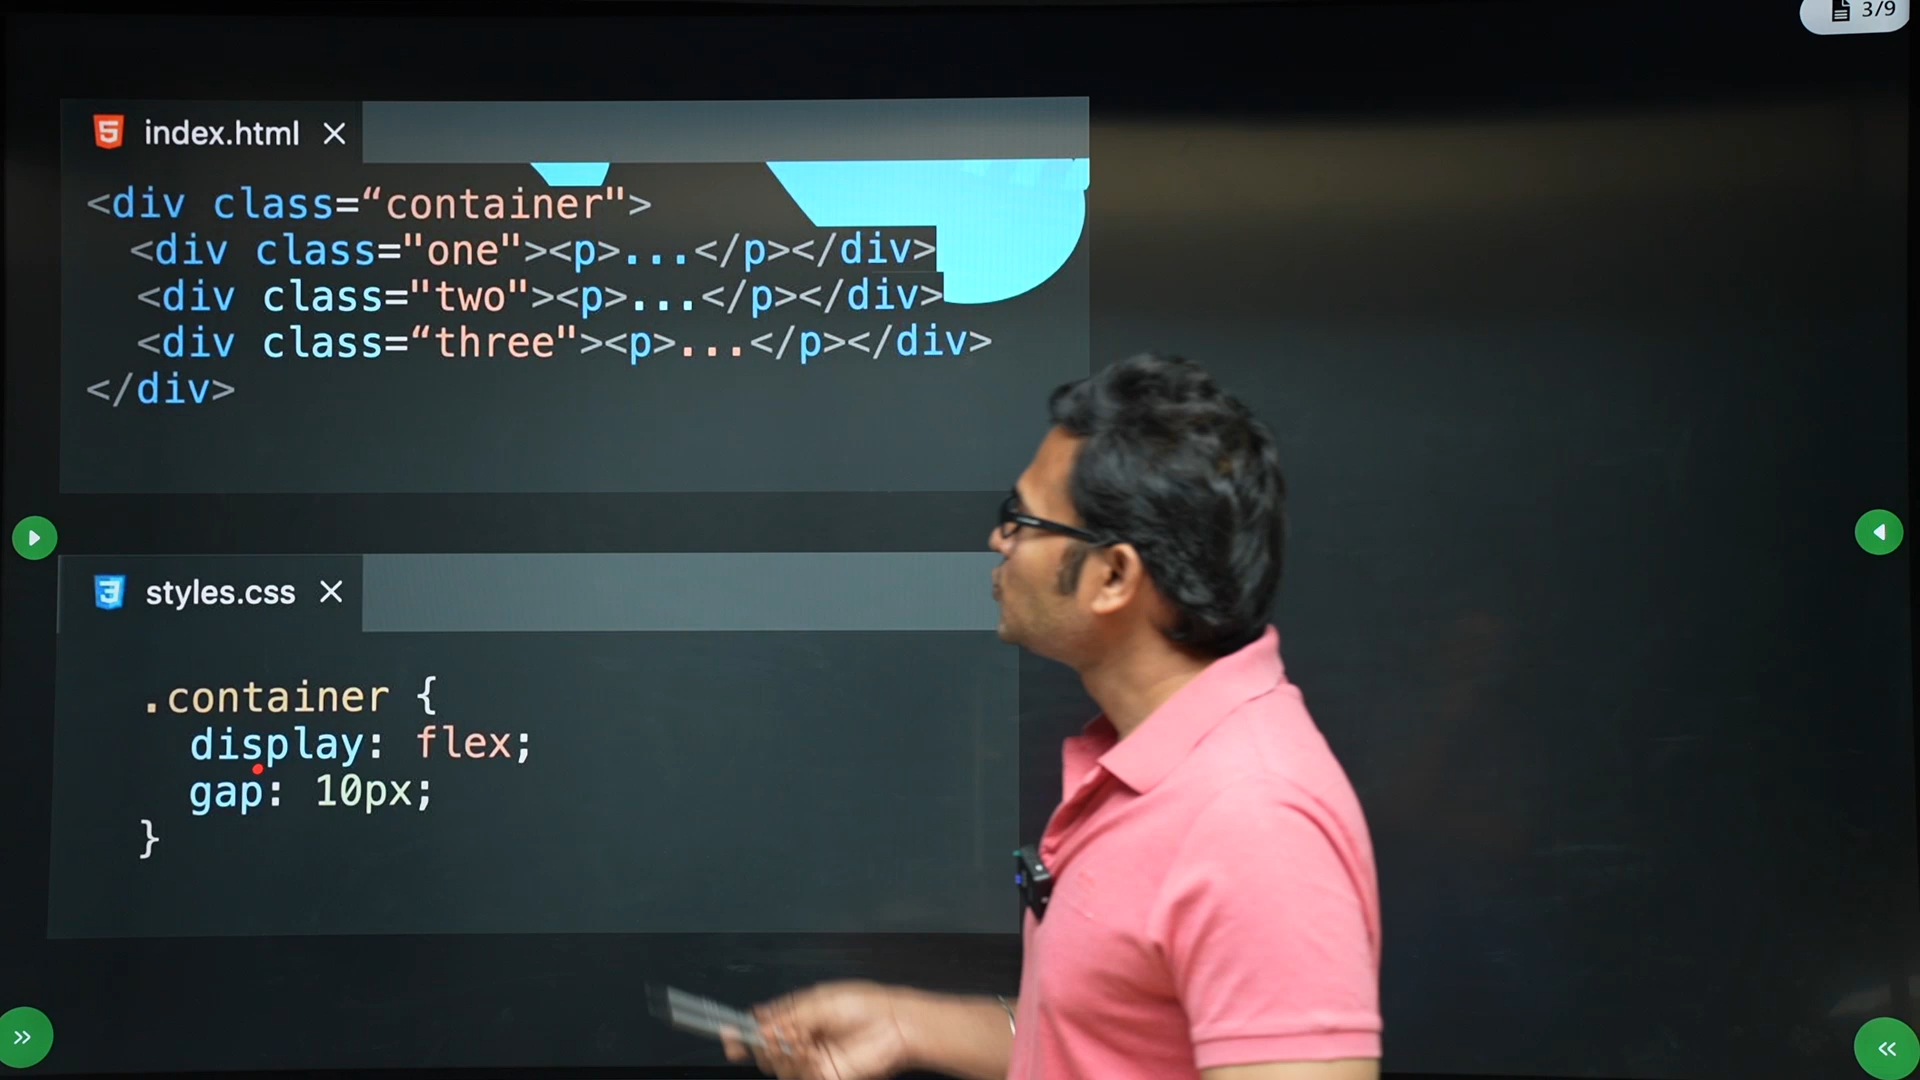 3/9
index.html
<div class=“container">
<div class="one"><p>...</p></div>
<div class="two"><p>...</p></div>
<div class=“three"><p>...</p></div>
</div>
styles.css
.container {
display: flex;
gap: 10px;
}